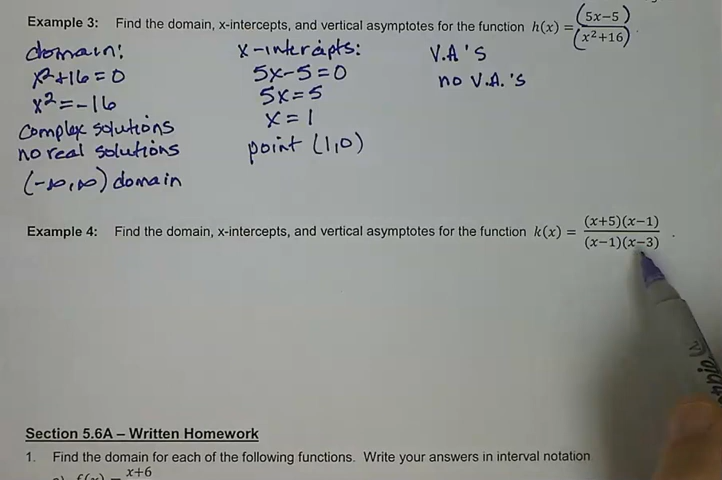 Example 3: Find the domain, x-intercepts, and vertical asymptotes for the function h(x) = (5x−5)/(x²+16).
domain:
x²+16=0
x²=-16
complex solutions
no real solutions
(-∞,∞) domain
x-intercepts:
5x-5=0
5x=5
x=1
point (1,0)
V.A's
no V.A.'s
Example 4: Find the domain, x-intercepts, and vertical asymptotes for the function k(x) = (x+5)(x−1)/(x−1)(x−3).
Section 5.6A – Written Homework
1. Find the domain for each of the following functions. Write your answers in interval notation
x+6